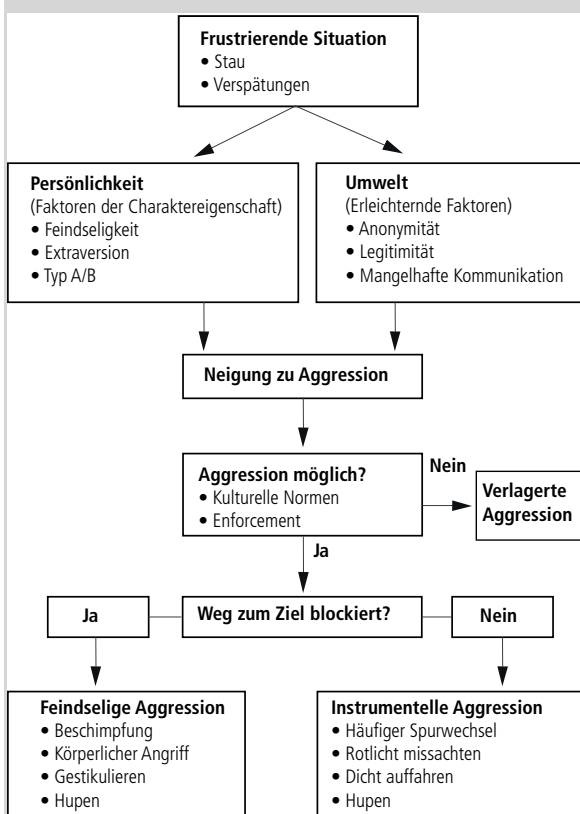 Frustrierende Situation
• Stau
• Verspätungen
Persönlichkeit
(Faktoren der Charaktereigenschaft)
• Feindseligkeit
• Extraversion
• Typ A/B
Umwelt
(Erleichternde Faktoren)
• Anonymität
• Legitimität
• Mangelhafte Kommunikation
Neigung zu Aggression
Aggression möglich?
• Kulturelle Normen
• Enforcement
Nein
Verlagerte
Aggression
Ja
Ja
Weg zum Ziel blockiert?
Nein
Feindselige Aggression
• Beschimpfung
• Körperlicher Angriff
• Gestikulieren
• Hupen
Instrumentelle Aggression
• Häufiger Spurwechsel
• Rotlicht missachten
• Dicht auffahren
• Hupen